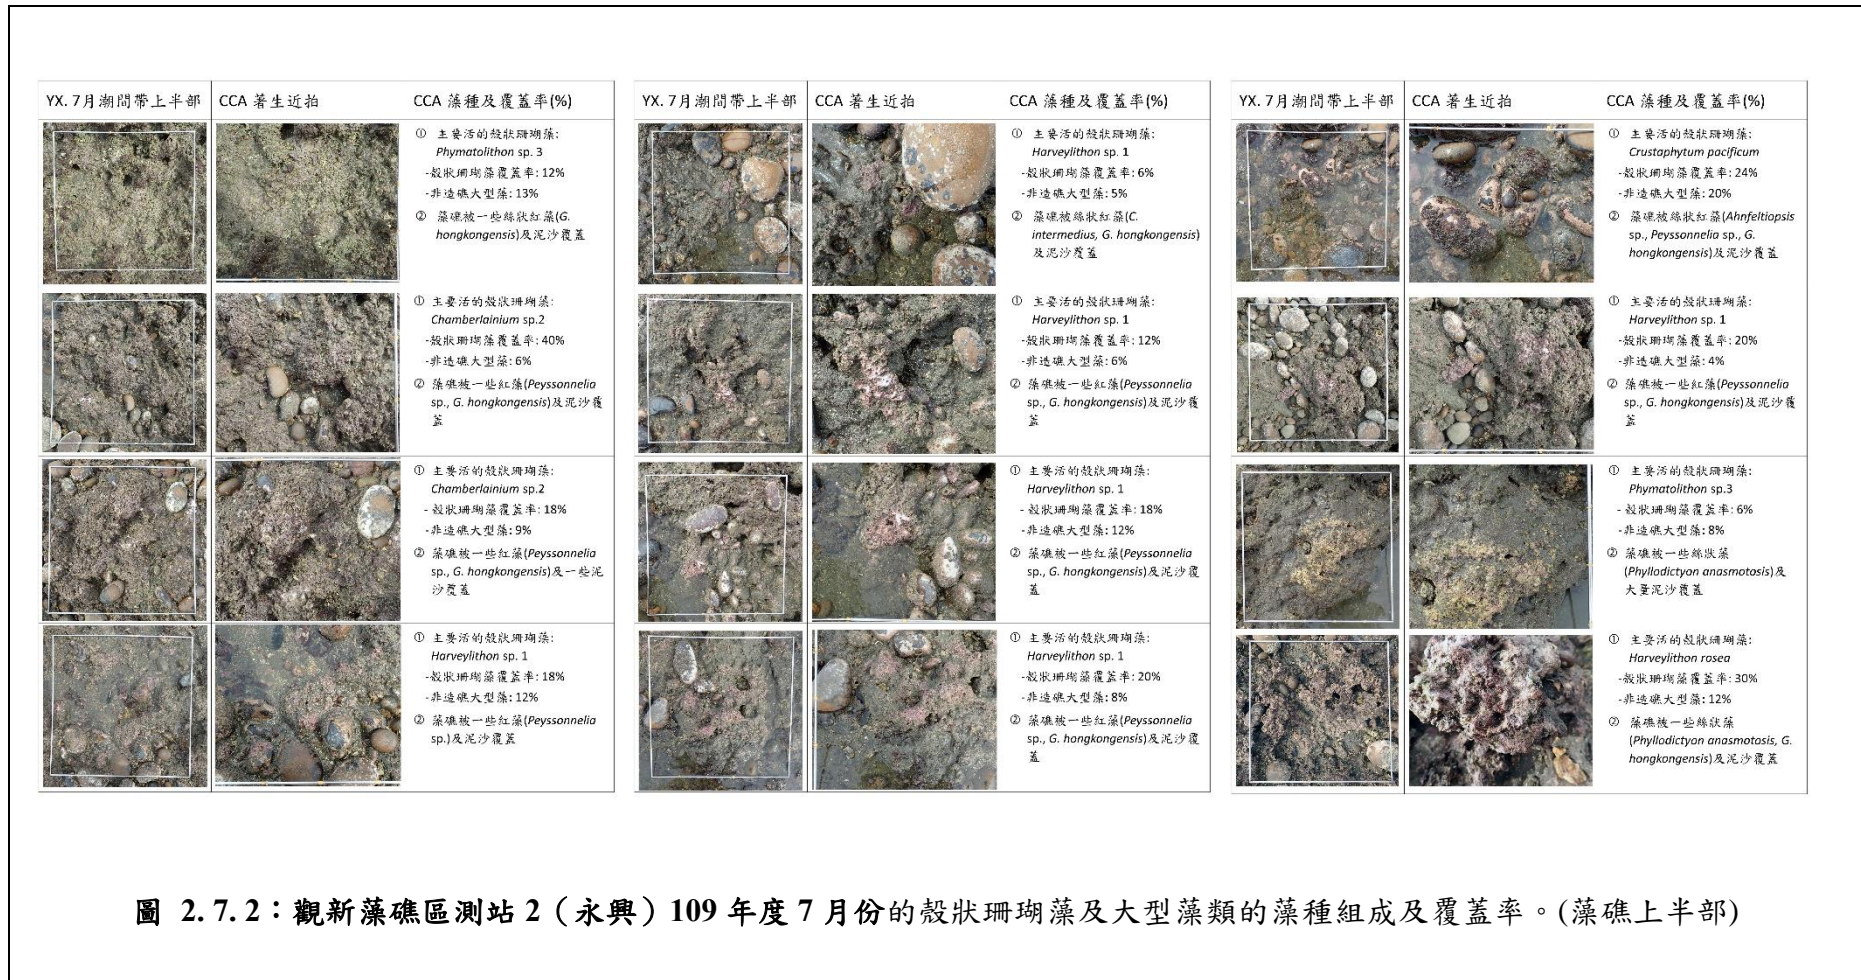 YX. 7月潮間帶上半部 CCA 著生近拍 CCA 藻種及覆蓋率(%)
① 主要活的殼狀珊瑚藻:
Phymatolithon sp. 3
-殼狀珊瑚藻覆蓋率: 12%
-非造礁大型藻: 13%
② 藻礁被一些絲狀紅藻(G.
hongkongensis)及泥沙覆蓋
① 主要活的殼狀珊瑚藻:
Chamberlainium sp.2
-殼狀珊瑚藻覆蓋率: 40%
-非造礁大型藻: 6%
② 藻礁被一些紅藻(Peyssonnelia
sp., G. hongkongensis)及泥沙覆
蓋
① 主要活的殼狀珊瑚藻:
Chamberlainium sp.2
- 殼狀珊瑚藻覆蓋率: 18%
-非造礁大型藻: 9%
② 藻礁被一些紅藻(Peyssonnelia
sp., G. hongkongensis)及一些泥
沙覆蓋
① 主要活的殼狀珊瑚藻:
Harveylithon sp. 1
-殼狀珊瑚藻覆蓋率: 18%
-非造礁大型藻: 12%
② 藻礁被一些紅藻(Peyssonnelia
sp.)及泥沙覆蓋
YX. 7月潮間帶上半部 CCA 著生近拍 CCA 藻種及覆蓋率(%)
① 主要活的殼狀珊瑚藻:
Harveylithon sp. 1
-殼狀珊瑚藻覆蓋率: 6%
-非造礁大型藻: 5%
② 藻礁被絲狀紅藻(C.
intermedius, G. hongkongensis)
及泥沙覆蓋
① 主要活的殼狀珊瑚藻:
Harveylithon sp. 1
-殼狀珊瑚藻覆蓋率: 12%
-非造礁大型藻: 6%
② 藻礁被一些紅藻(Peyssonnelia
sp., G. hongkongensis)及泥沙覆
蓋
① 主要活的殼狀珊瑚藻:
Harveylithon sp. 1
- 殼狀珊瑚藻覆蓋率: 18%
-非造礁大型藻: 12%
② 藻礁被一些紅藻(Peyssonnelia
sp., G. hongkongensis)及泥沙覆
蓋
① 主要活的殼狀珊瑚藻:
Harveylithon sp. 1
-殼狀珊瑚藻覆蓋率: 20%
-非造礁大型藻: 8%
② 藻礁被一些紅藻(Peyssonnelia
sp., G. hongkongensis)及泥沙覆
蓋
YX. 7月潮間帶上半部 CCA 著生近拍 CCA 藻種及覆蓋率(%)
① 主要活的殼狀珊瑚藻:
Crustaphytum pacificum
-殼狀珊瑚藻覆蓋率: 24%
-非造礁大型藻: 20%
② 藻礁被絲狀紅藻(Ahnfeltiopsis
sp., Peyssonnelia sp., G.
hongkongensis)及泥沙覆蓋
① 主要活的殼狀珊瑚藻:
Harveylithon sp. 1
-殼狀珊瑚藻覆蓋率: 20%
-非造礁大型藻: 4%
② 藻礁被一些紅藻(Peyssonnelia
sp., G. hongkongensis)及泥沙覆
蓋
① 主要活的殼狀珊瑚藻:
Phymatolithon sp.3
- 殼狀珊瑚藻覆蓋率: 6%
-非造礁大型藻: 8%
② 藻礁被一些絲狀藻
(Phyllodictyon anasmotosis)及
大量泥沙覆蓋
① 主要活的殼狀珊瑚藻:
Harveylithon rosea
-殼狀珊瑚藻覆蓋率: 30%
-非造礁大型藻: 12%
② 藻礁被一些絲狀藻
(Phyllodictyon anasmotosis, G.
hongkongensis)及泥沙覆蓋
圖 2.7.2：觀新藻礁區測站 2（永興）109 年度 7 月份的殼狀珊瑚藻及大型藻類的藻種組成及覆蓋率。(藻礁上半部)